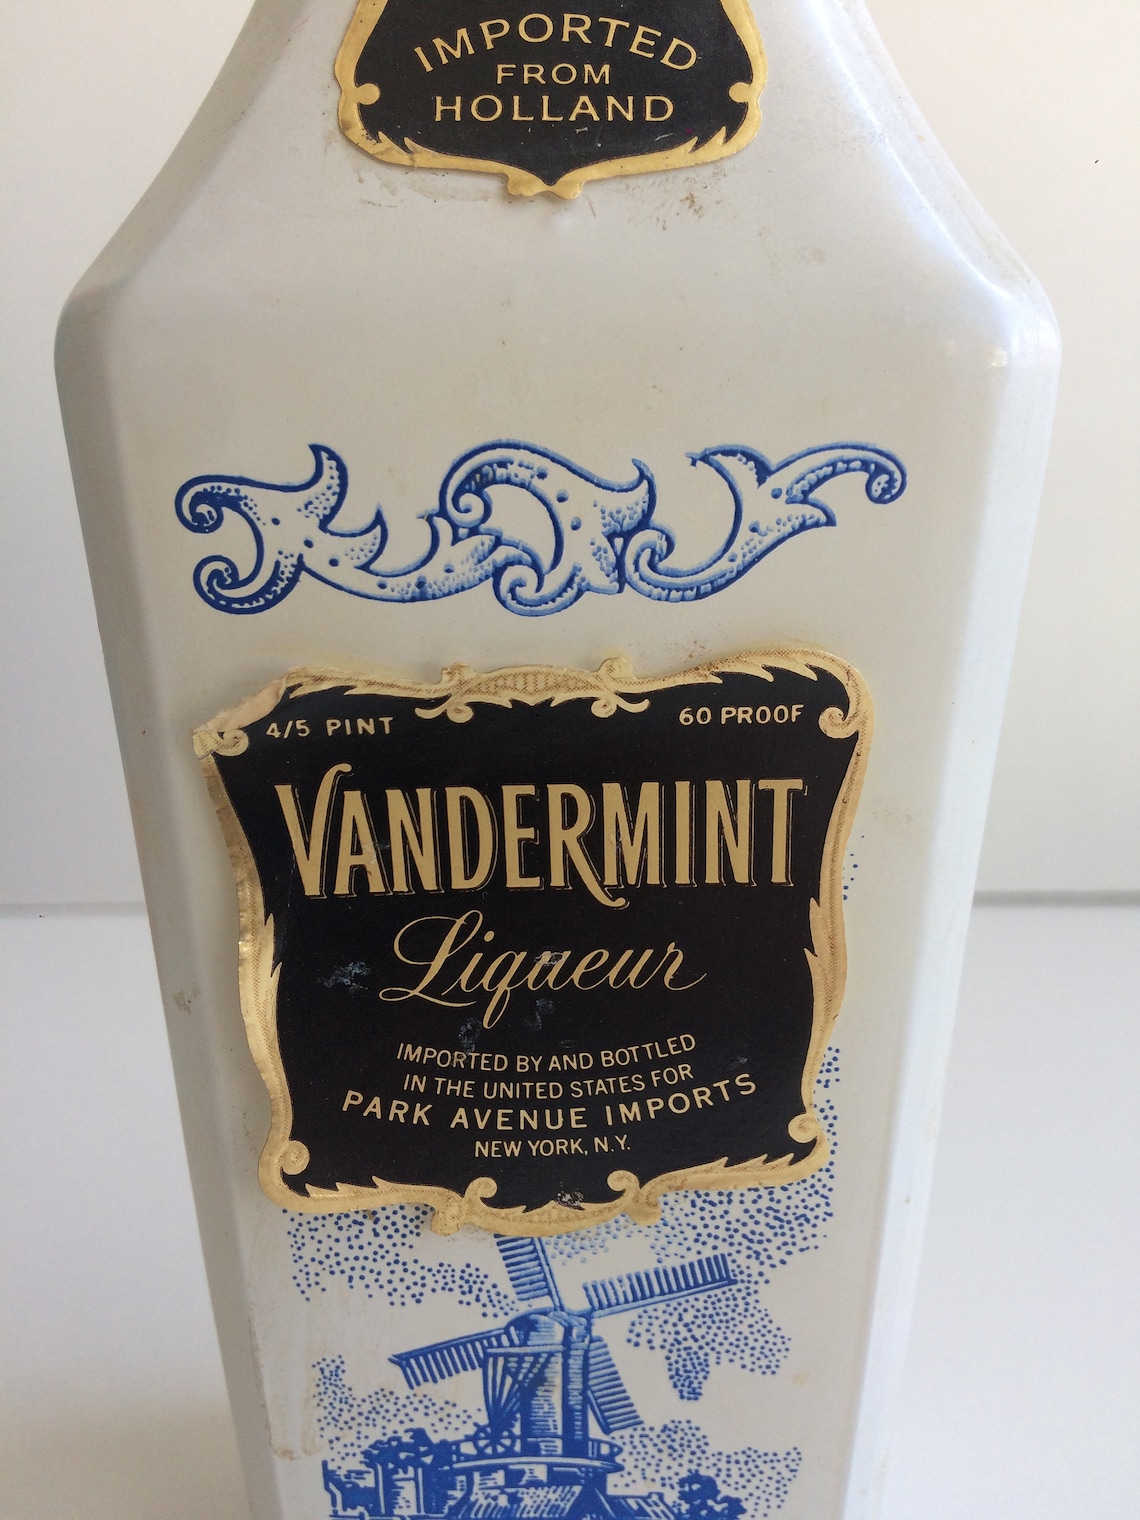 IMPORTED
FROM
HOLLAND
4/5 PINT
60 PROOF
VANDERMINT
Liqueur
IMPORTED BY AND BOTTLED
IN THE UNITED STATES FOR
PARK AVENUE IMPORTS
NEW YORK, N.Y.